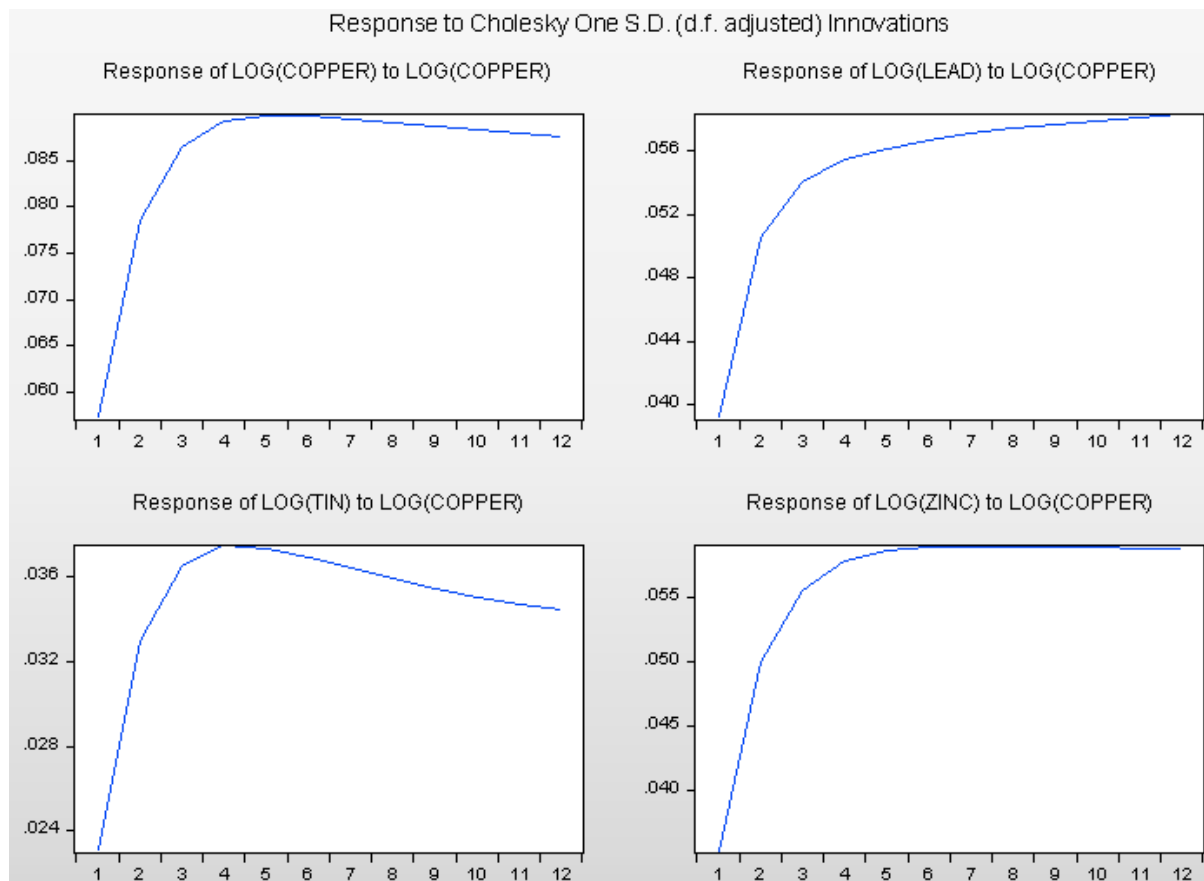 Response to Cholesky One S.D. (d.f. adjusted) Innovations
Response of LOG(COPPER) to LOG(COPPER)
.085
.080
.075
.070
.065
.060
1 2 3 4 5 6 7 8 9 10 11 12
Response of LOG(LEAD) to LOG(COPPER)
.056
.052
.048
.044
.040
1 2 3 4 5 6 7 8 9 10 11 12
Response of LOG(TIN) to LOG(COPPER)
.036
.032
.028
.024
1 2 3 4 5 6 7 8 9 10 11 12
Response of LOG(ZINC) to LOG(COPPER)
.055
.050
.045
.040
1 2 3 4 5 6 7 8 9 10 11 12